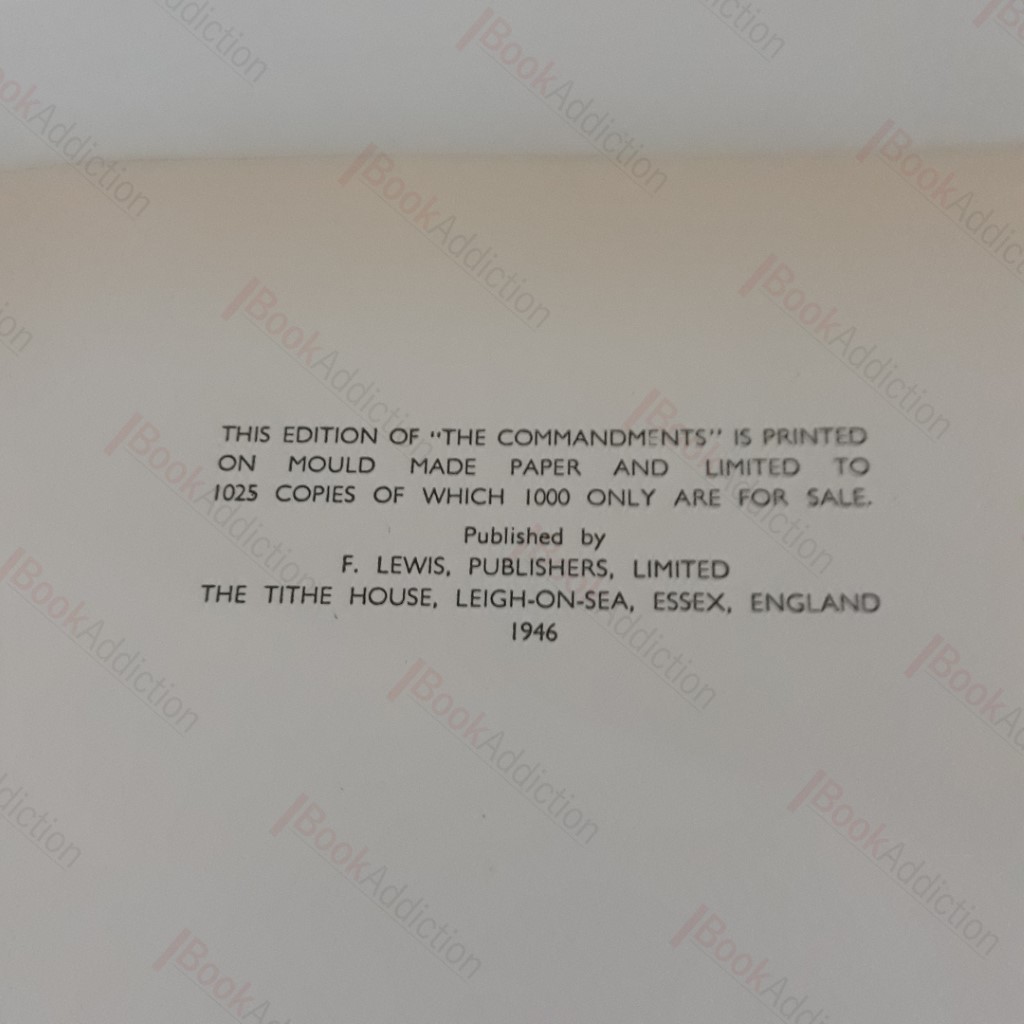 THIS EDITION OF “THE COMMANDMENTS” IS PRINTED
ON MOULD MADE PAPER AND LIMITED TO
1025 COPIES OF WHICH 1000 ONLY ARE FOR SALE.
Published by
F. LEWIS, PUBLISHERS, LIMITED
THE TITHE HOUSE, LEIGH-ON-SEA, ESSEX, ENGLAND
1946
BookAddiction